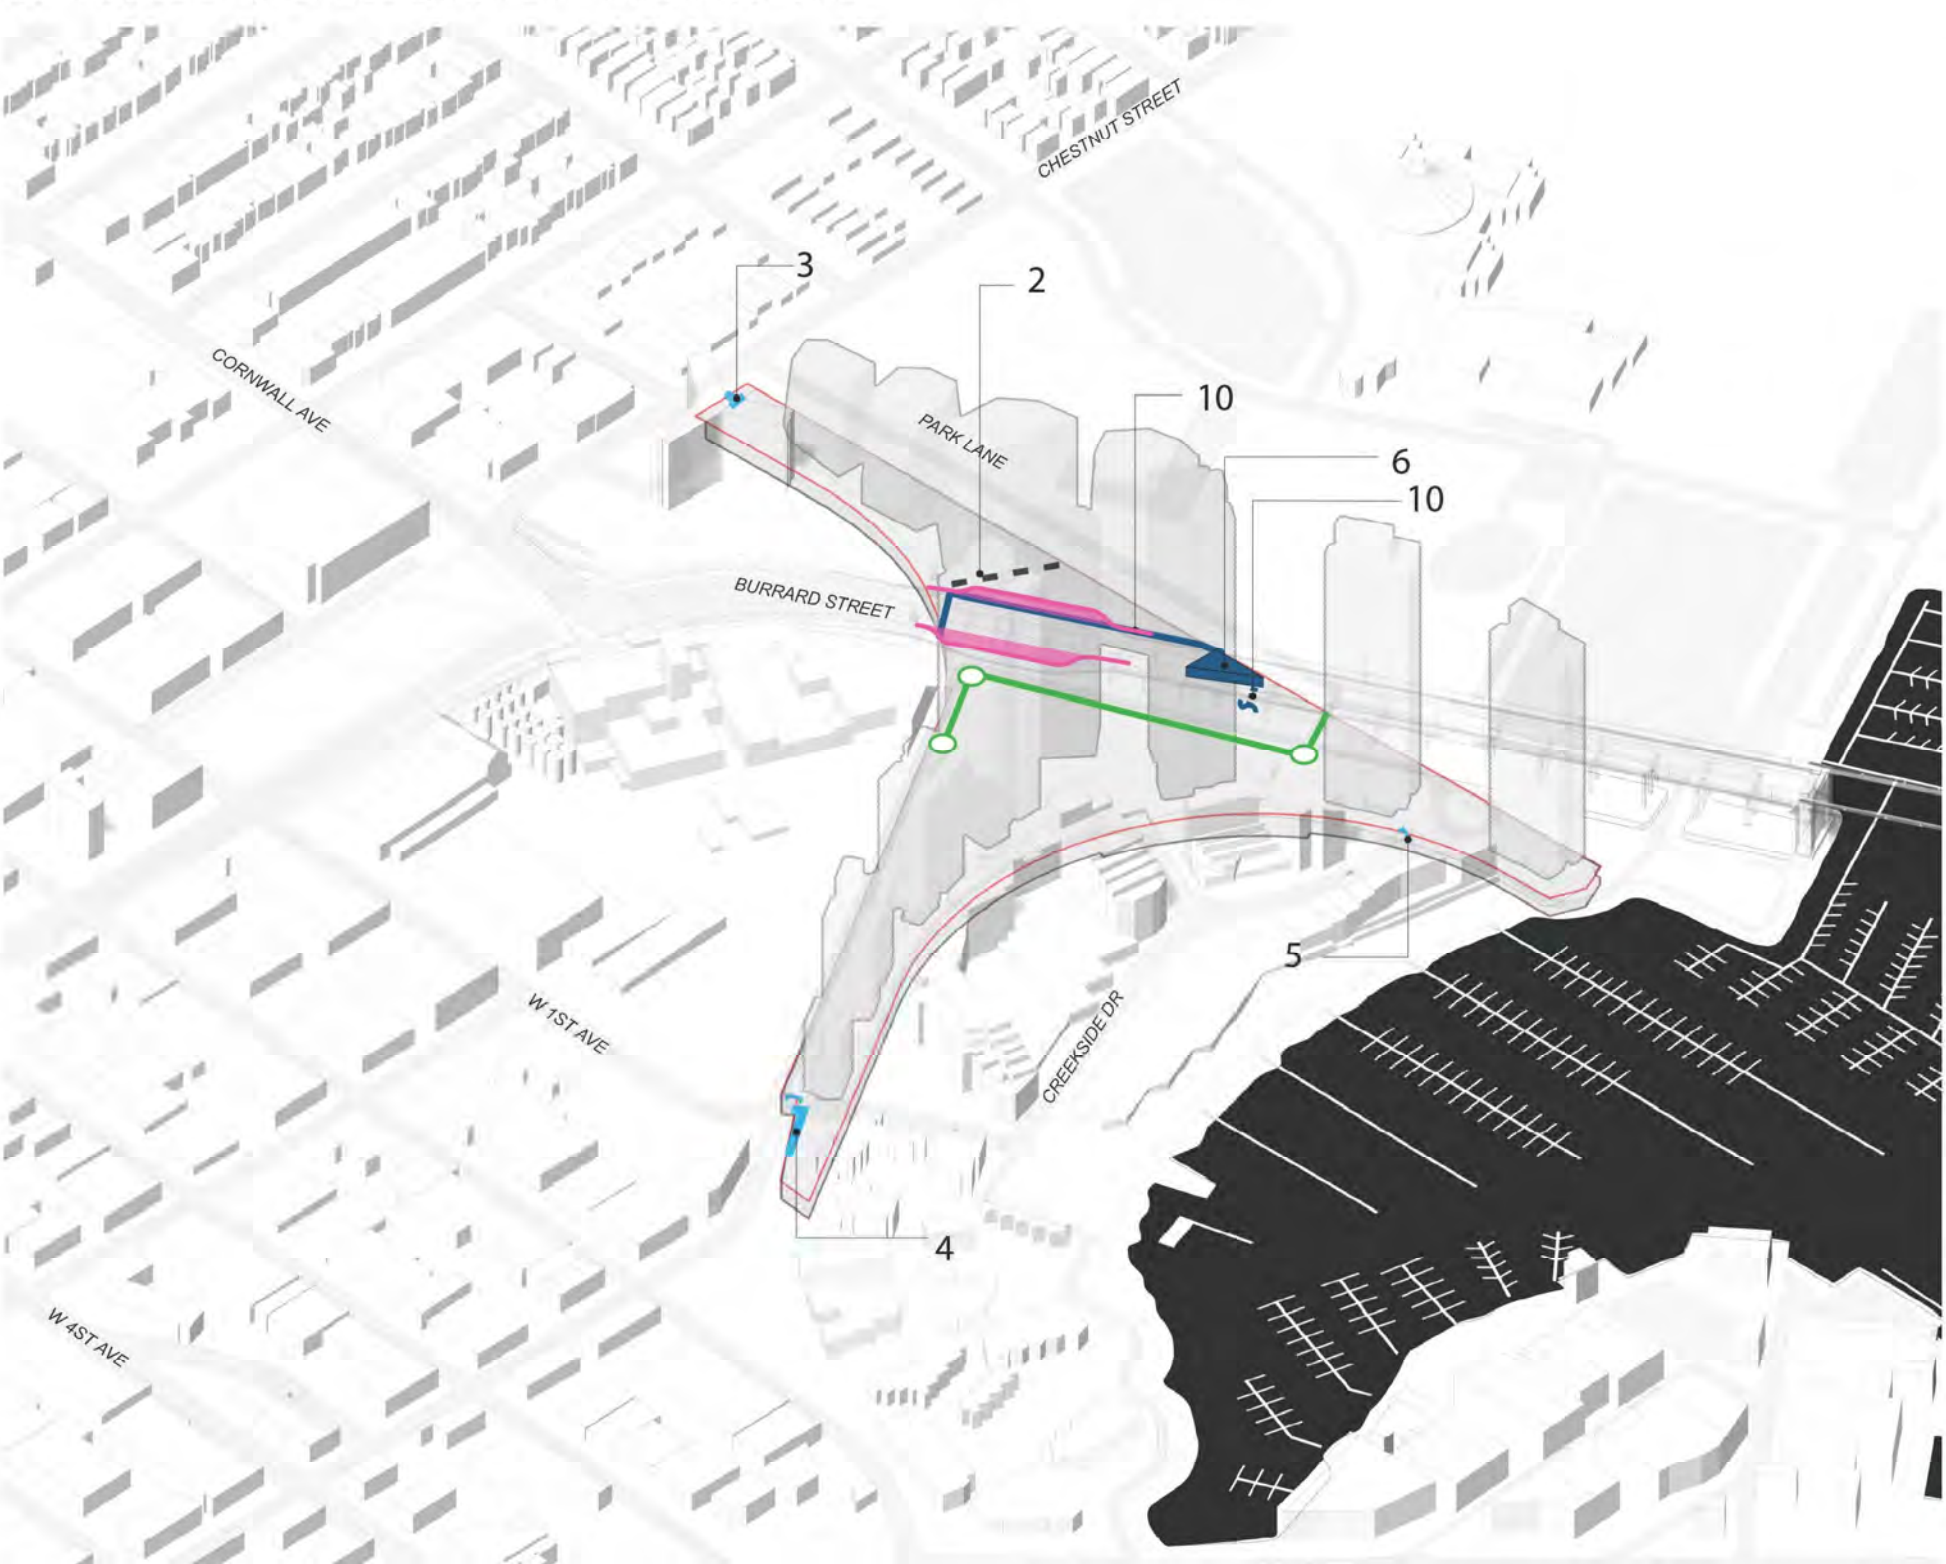 CHESTNUT STREET
3
2
CORNWALL AVE
10
PARK LANE
6
10
BURRARD STREET
5
W 1ST AVE
CREEKSIDE DR
4
W 4ST AVE